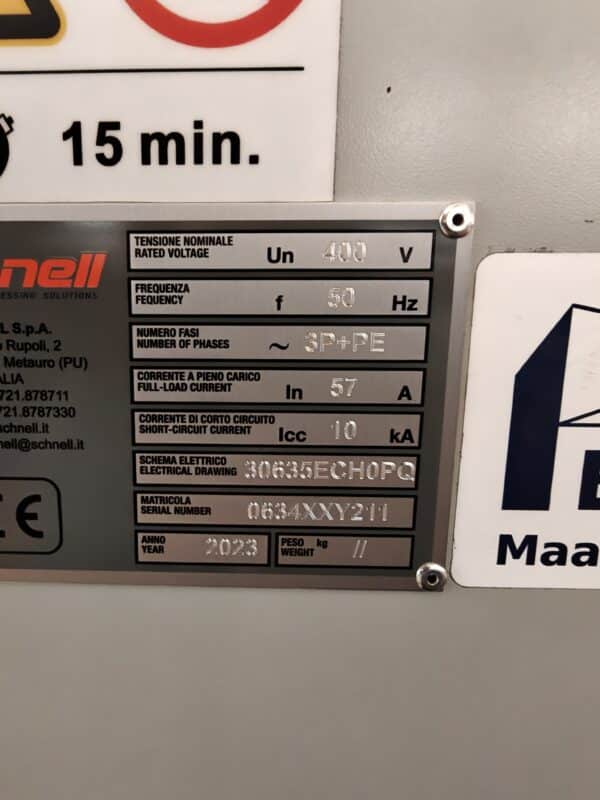 15 min.
nell
ESSING SOLUTIONS
L S.p.A.
Rupoli, 2
Metauro (PU)
ALIA
721.878711
721.8787330
schnell.it
nell@schnell.it
CE
TENSIONE NOMINALE
RATED VOLTAGE Un 400 V
FREQUENZA
FEQUENCY f 50 Hz
NUMERO FASI
NUMBER OF PHASES ~ 3P+PE
CORRENTE A PIENO CARICO
FULL-LOAD CURRENT In 57 A
CORRENTE DI CORTO CIRCUITO
SHORT-CIRCUIT CURRENT Icc 10 kA
SCHEMA ELETTRICO
ELECTRICAL DRAWING 30635ECH0PQ
MATRICOLA
SERIAL NUMBER 0634XXY211
ANNO
YEAR 2023
PESO kg
WEIGHT //
Maa